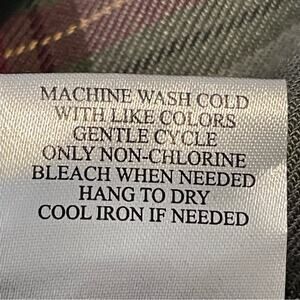 MACHINE WASH COLD
WITH LIKE COLORS
GENTLE CYCLE
ONLY NON-CHLORINE
BLEACH WHEN NEEDED
HANG TO DRY
COOL IRON IF NEEDED